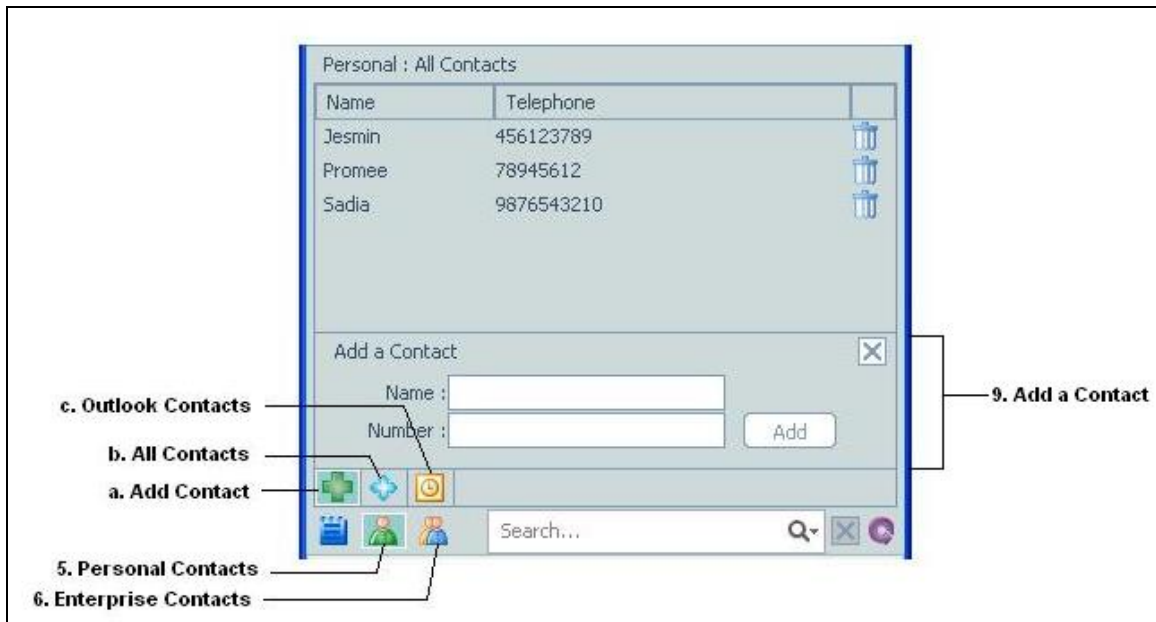 Personal : All Contacts
Name Telephone
Jesmin 456123789
Promee 78945612
Sadia 9876543210
Add a Contact
Name :
Number :
Add
9. Add a Contact
c. Outlook Contacts
b. All Contacts
a. Add Contact
Search...
5. Personal Contacts
6. Enterprise Contacts